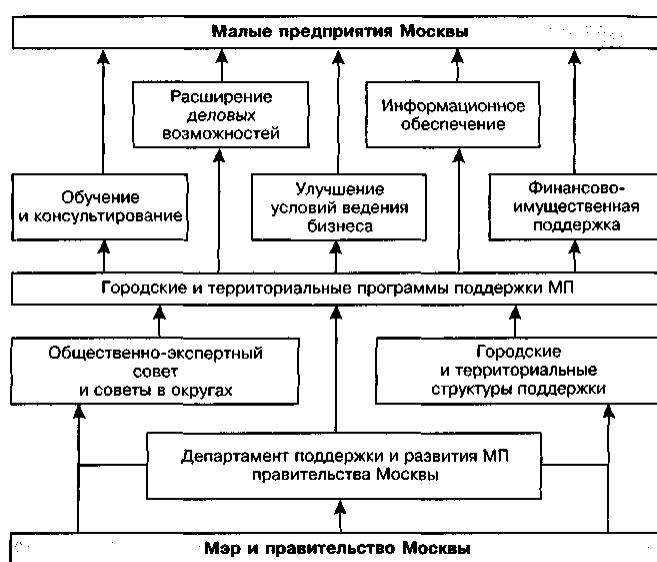 Малые предприятия Москвы
Расширение
деловых
возможностей
Информационное
обеспечение
Обучение
и консультирование
Улучшение
условий ведения
бизнеса
Финансово-
имущественная
поддержка
Городские и территориальные программы поддержки МП
Общественно-экспертный
совет
и советы в округах
Городские
и территориальные
структуры поддержки
Департамент поддержки и развития МП
правительства Москвы
Мэр и правительство Москвы